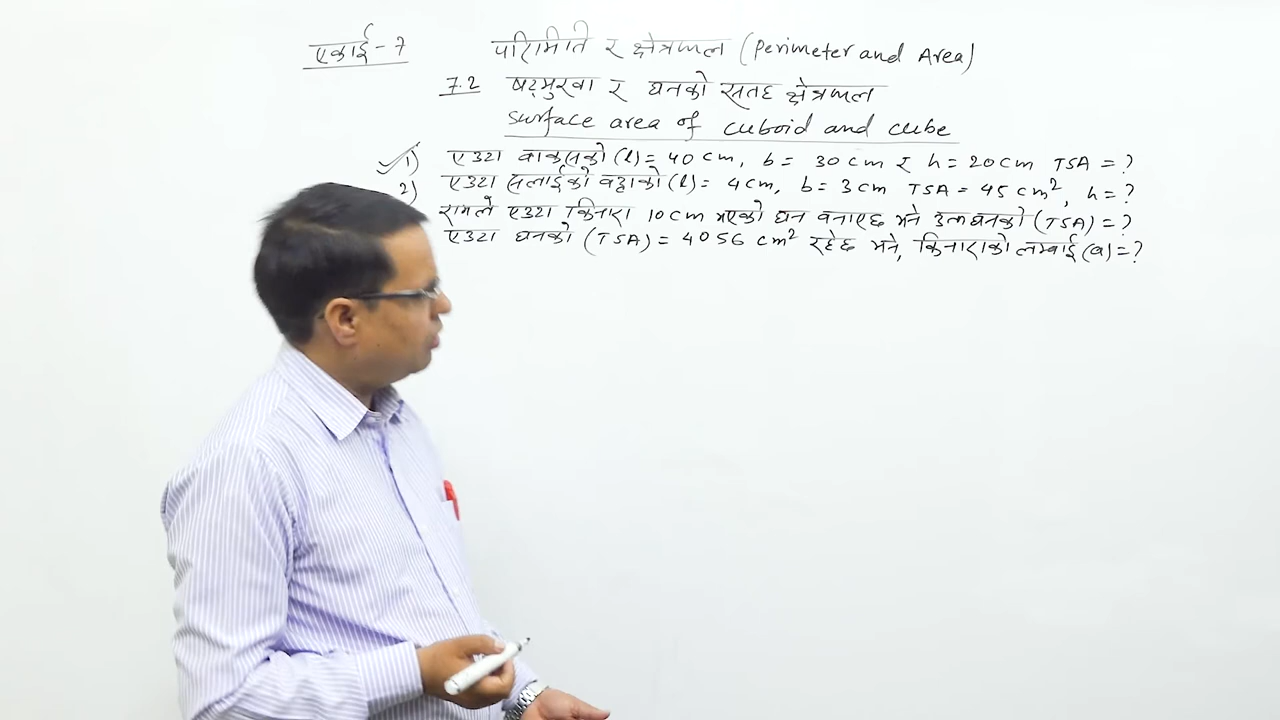 एकाई - 7 परिमिति र क्षेत्रफल (Perimeter and Area)
7.2 षट्मुखा र घनको सतह क्षेत्रफल
Surface area of cuboid and cube
1) एउटा बाकसको (l) = 40 cm, b = 30 cm र h = 20 cm TSA = ?
2) एउटा सलाईको बट्टाको (l) = 4 cm, b = 3 cm TSA = 45 cm², h = ?
रामले एउटा किनारा 10 cm भएको घन बनाएछ भने उक्त घनको (TSA) = ?
एउटा घनको (TSA) = 4056 cm² रहेछ भने, किनाराको लम्बाई (a) = ?